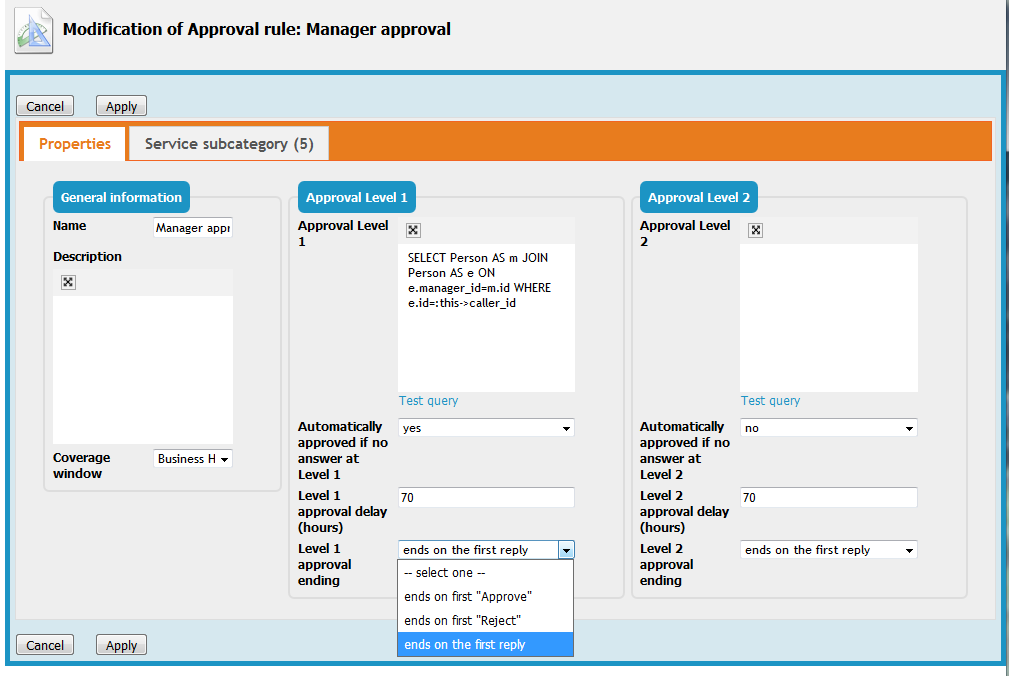 Modification of Approval rule: Manager approval
Cancel
Apply
Properties
Service subcategory (5)
General information
Name
Manager appr
Description
Coverage
window
Business H
Approval Level 1
Approval Level
1
SELECT Person AS m JOIN
Person AS e ON
e.manager_id=m.id WHERE
e.id=:this->caller_id
Test query
Automatically
approved if no
answer at
Level 1
yes
Level 1
approval delay
(hours)
70
Level 1
approval
ending
ends on the first reply
-- select one --
ends on first "Approve"
ends on first "Reject"
ends on the first reply
Approval Level 2
Approval Level
2
Test query
Automatically
approved if no
answer at
Level 2
no
Level 2
approval delay
(hours)
70
Level 2
approval
ending
ends on the first reply
Cancel
Apply